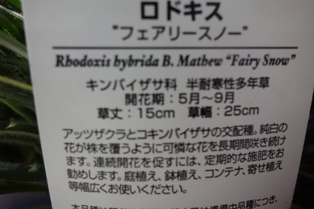 ロドキス
"フェアリースノー"
Rhodoxis hybrida B. Mathew "Fairy Snow"
キンバイザサ科 半耐寒性多年草
開花期：5月〜9月
草丈：15cm 草幅：25cm
アッツザクラとコキンバイザサの交配種。純白の
花が株を覆うように可憐な花を長期間咲き続け
ます。連続開花を促すには、定期的な施肥をお
勧めします。庭植え、鉢植え、コンテナ、寄せ植え
等幅広くお使いください。